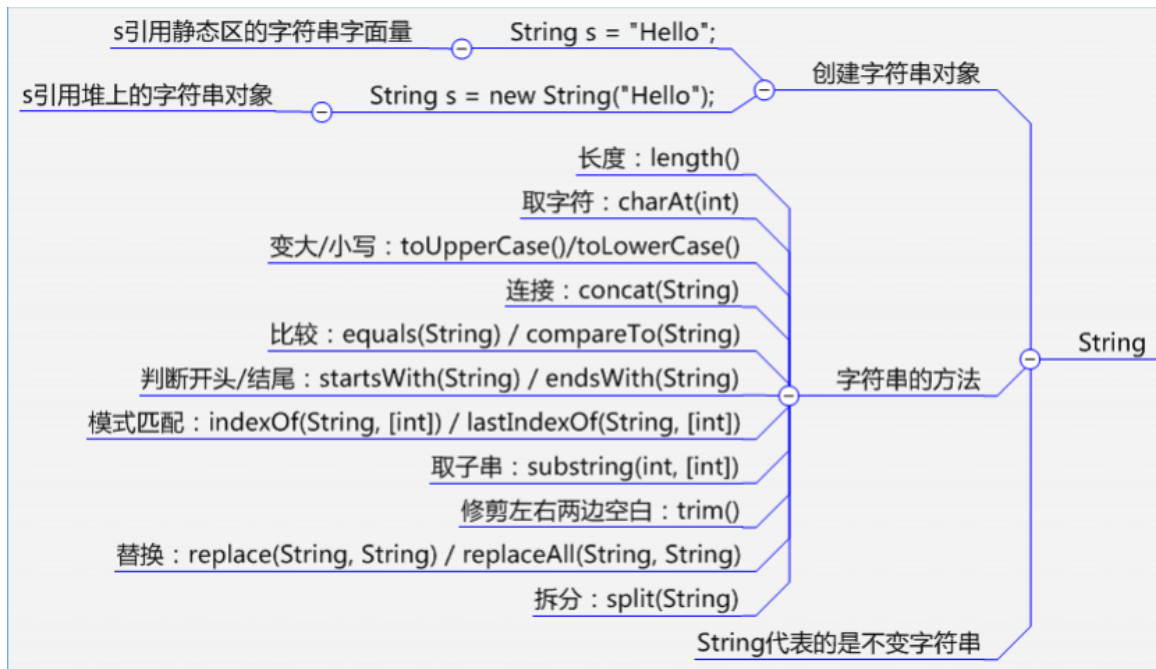 s引用静态区的字符串字面量
String s = "Hello";
s引用堆上的字符串对象
String s = new String("Hello");
创建字符串对象
长度：length()
取字符：charAt(int)
变大/小写：toUpperCase()/toLowerCase()
连接：concat(String)
比较：equals(String) / compareTo(String)
判断开头/结尾：startsWith(String) / endsWith(String)
模式匹配：indexOf(String, [int]) / lastIndexOf(String, [int])
取子串：substring(int, [int])
修剪左右两边空白：trim()
替换：replace(String, String) / replaceAll(String, String)
拆分：split(String)
字符串的方法
String代表的是不变字符串
String